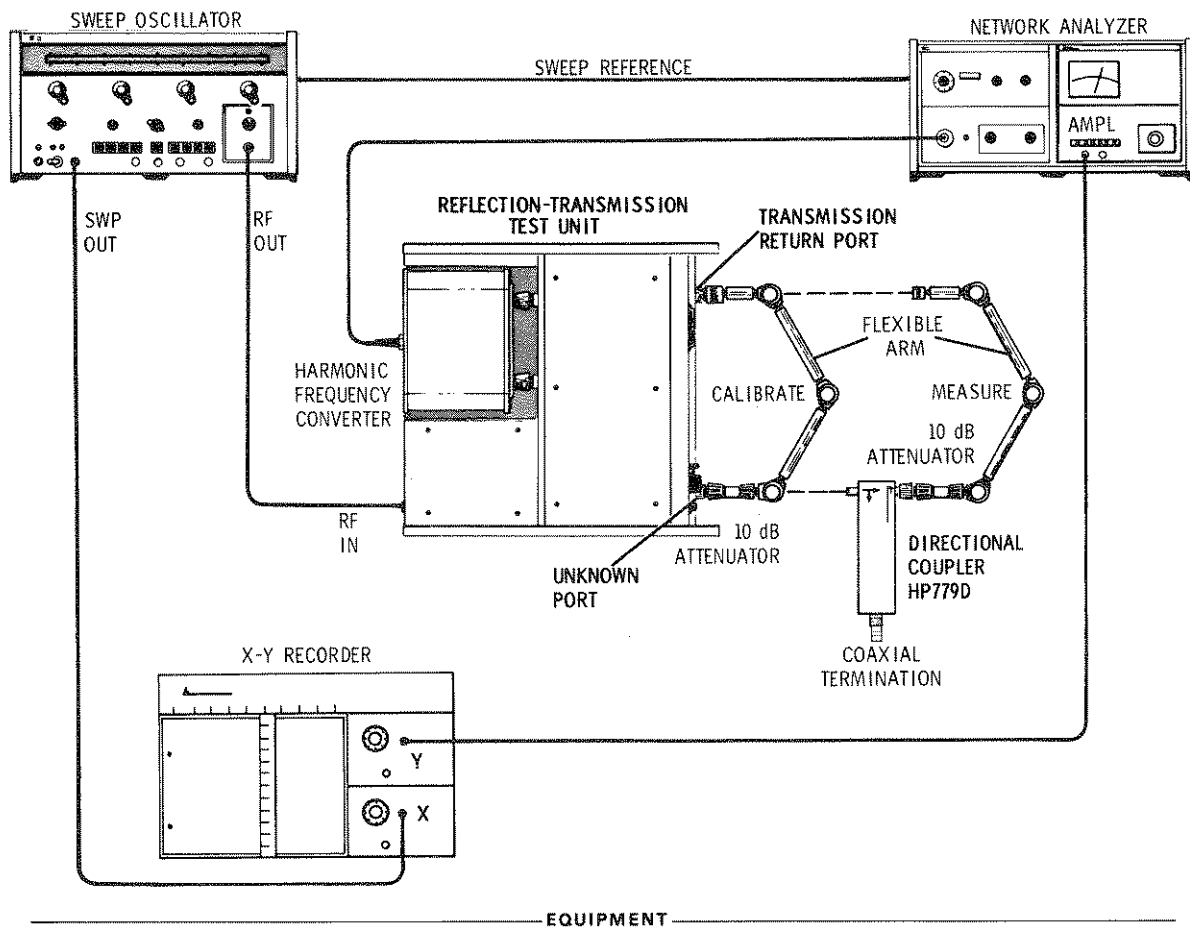 SWEEP OSCILLATOR
NETWORK ANALYZER
SWEEP REFERENCE
AMPL
SWP
OUT
RF
OUT
REFLECTION-TRANSMISSION
TEST UNIT
TRANSMISSION
RETURN PORT
FLEXIBLE
ARM
HARMONIC
FREQUENCY
CONVERTER
CALIBRATE
MEASURE
10 dB
ATTENUATOR
RF
IN
10 dB
ATTENUATOR
UNKNOWN
PORT
DIRECTIONAL
COUPLER
HP779D
COAXIAL
TERMINATION
X-Y RECORDER
Y
X
EQUIPMENT